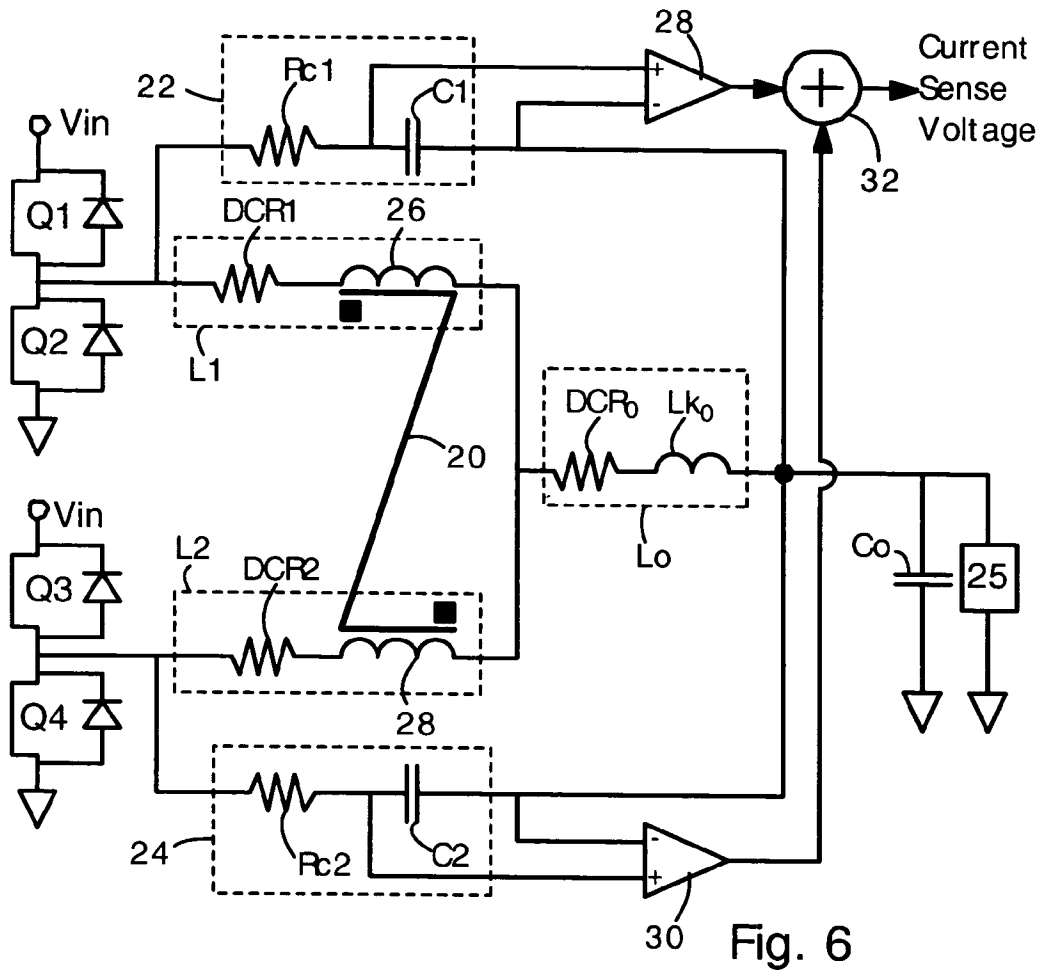 28
Current
Sense
Voltage
22
Rc1
C1
+
-
+
32
Vin
Q1
DCR1
26
Q2
L1
DCR0
Lk0
20
Vin
L2
Lo
Co
25
Q3
DCR2
28
Q4
24
Rc2
C2
-
+
30
Fig. 6